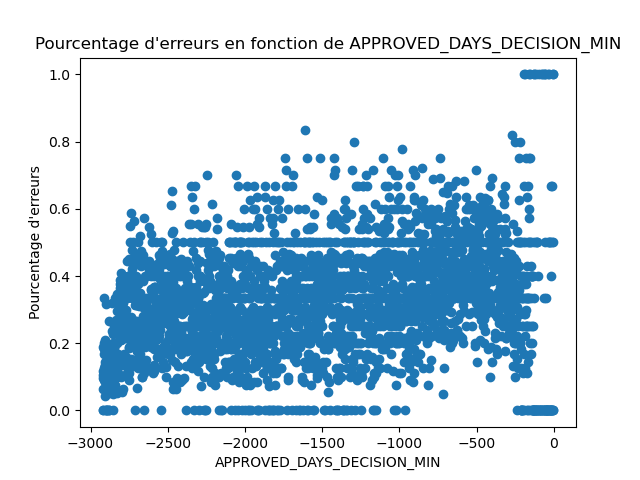 Pourcentage d'erreurs en fonction de APPROVED_DAYS_DECISION_MIN
1.0
0.8
0.6
0.4
0.2
0.0
Pourcentage d'erreurs
−3000 −2500 −2000 −1500 −1000 −500 0
APPROVED_DAYS_DECISION_MIN